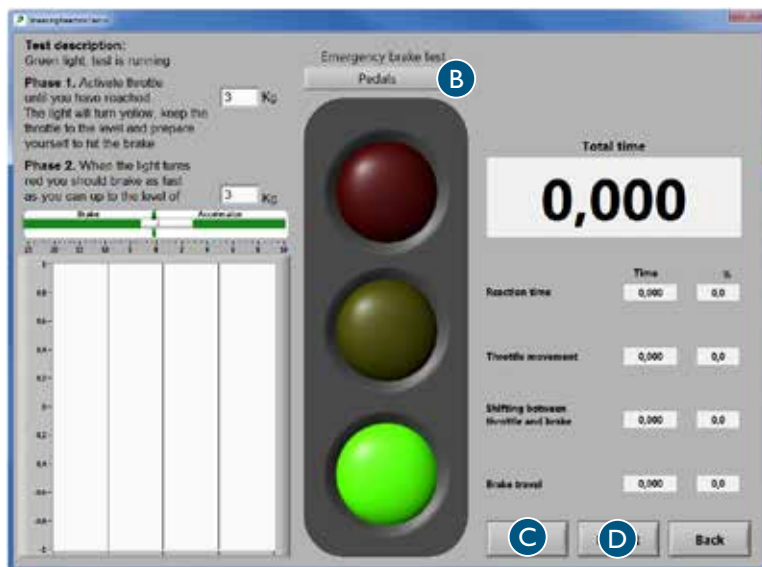 Test description:
Green light, test is running
Phase 1. Activate throttle
until you have reached 3 Kg
The light will turn yellow, keep the
throttle to the level and prepare
yourself to hit the brake
Phase 2. When the light turns
red you should brake as fast
as you can up to the level of 3 Kg
Brake Accelerator
Emergency brake test
Pedals B
Total time
0,000
Time %
Reaction time 0,000 0,0
Throttle movement 0,000 0,0
Shifting between
throttle and brake 0,000 0,0
Brake travel 0,000 0,0
C D Back